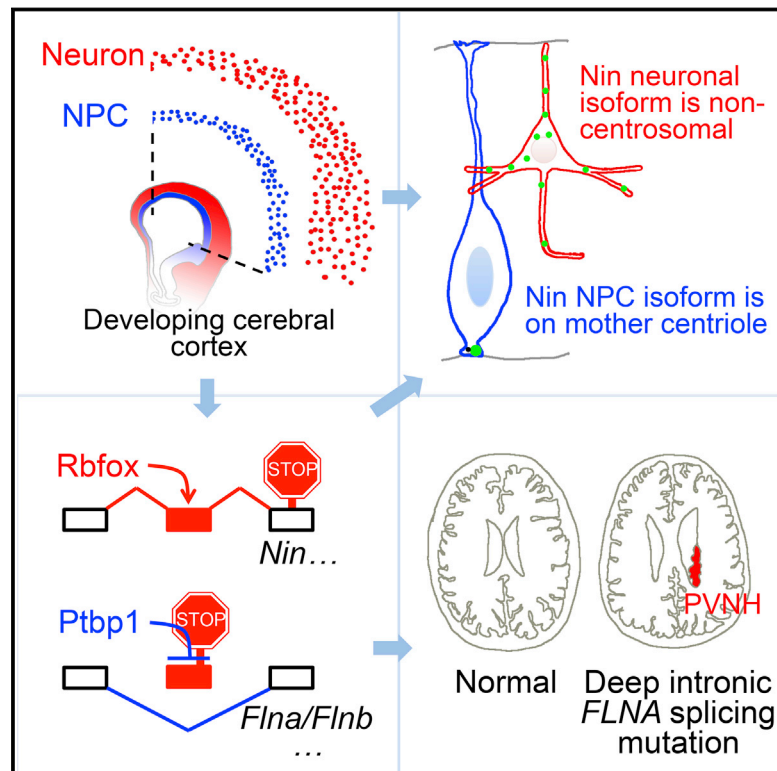 Neuron
NPC
Developing cerebral
cortex
Nin neuronal
isoform is non-
centrosomal
Nin NPC isoform is
on mother centriole
Rbfox
STOP
Nin...
Ptbp1
STOP
Flna/Flnb
...
PVNH
Normal
Deep intronic
FLNA splicing
mutation